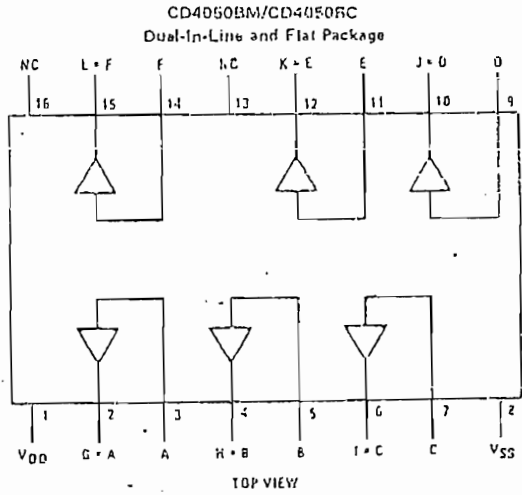 CD4050BM/CD4050BC
Dual-In-Line and Flat Package
NC L = F F NC K = E E J = D D
16 15 14 13 12 11 10 9
1 2 3 4 5 6 7 2
VDD G = A A H = B B I = C C VSS
TOP VIEW